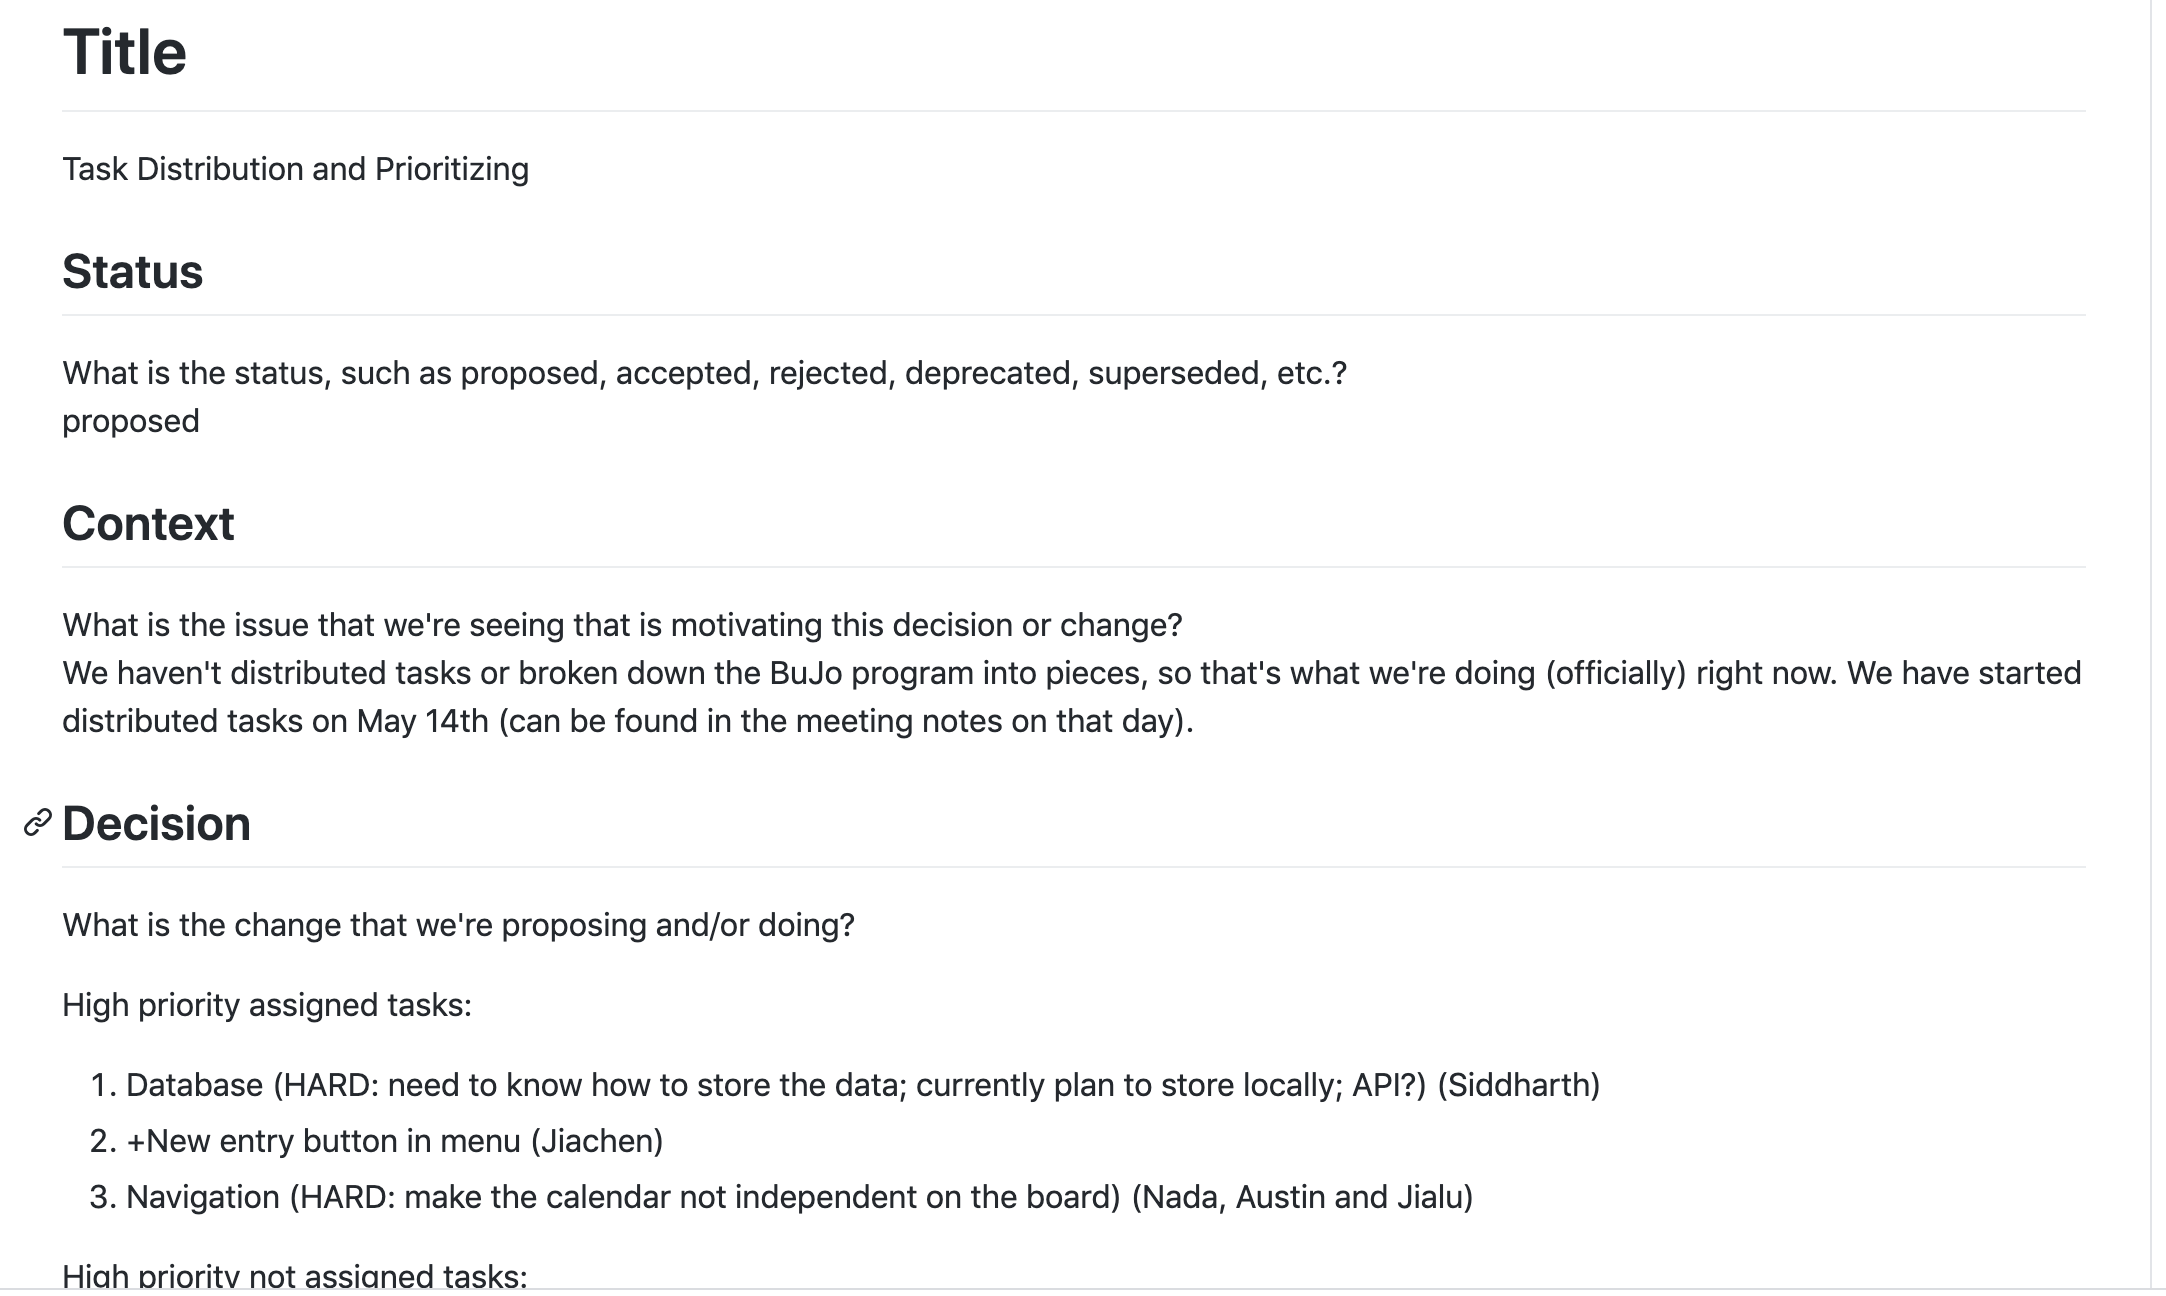 Title
Task Distribution and Prioritizing
Status
What is the status, such as proposed, accepted, rejected, deprecated, superseded, etc.?
proposed
Context
What is the issue that we're seeing that is motivating this decision or change?
We haven't distributed tasks or broken down the BuJo program into pieces, so that's what we're doing (officially) right now. We have started
distributed tasks on May 14th (can be found in the meeting notes on that day).
Decision
What is the change that we're proposing and/or doing?
High priority assigned tasks:
1. Database (HARD: need to know how to store the data; currently plan to store locally; API?) (Siddharth)
2. +New entry button in menu (Jiachen)
3. Navigation (HARD: make the calendar not independent on the board) (Nada, Austin and Jialu)
High priority not assigned tasks: